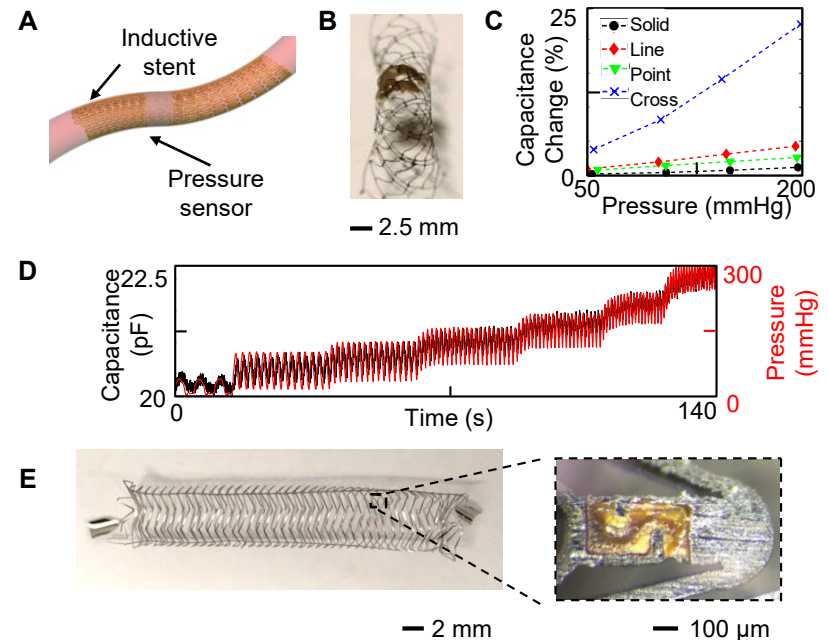 A
Inductive
stent
Pressure
sensor
B
2.5 mm
C
Capacitance
Change (%)
25
0
Solid
Line
Point
Cross
50
200
Pressure (mmHg)
D
Capacitance
(pF)
22.5
20
300
0
Pressure
(mmHg)
0
Time (s)
140
E
2 mm
100 µm